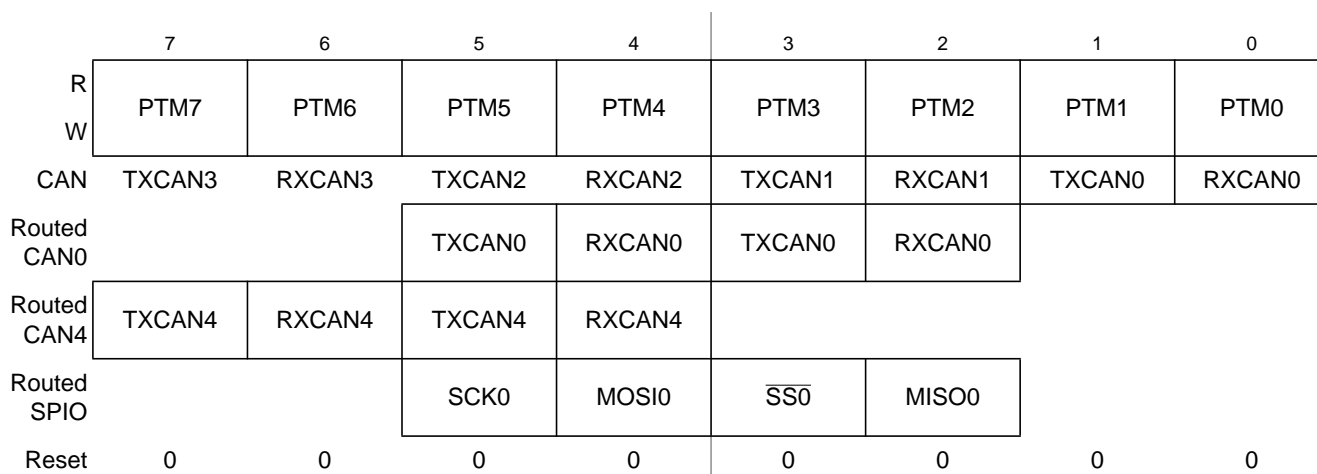 7 6 5 4 3 2 1 0
R
W
PTM7 PTM6 PTM5 PTM4 PTM3 PTM2 PTM1 PTM0
CAN TXCAN3 RXCAN3 TXCAN2 RXCAN2 TXCAN1 RXCAN1 TXCAN0 RXCAN0
Routed
CAN0
TXCAN0 RXCAN0 TXCAN0 RXCAN0
Routed
CAN4
TXCAN4 RXCAN4 TXCAN4 RXCAN4
Routed
SPIO
SCK0 MOSI0 S̅S̅0̅ MISO0
Reset 0 0 0 0 0 0 0 0